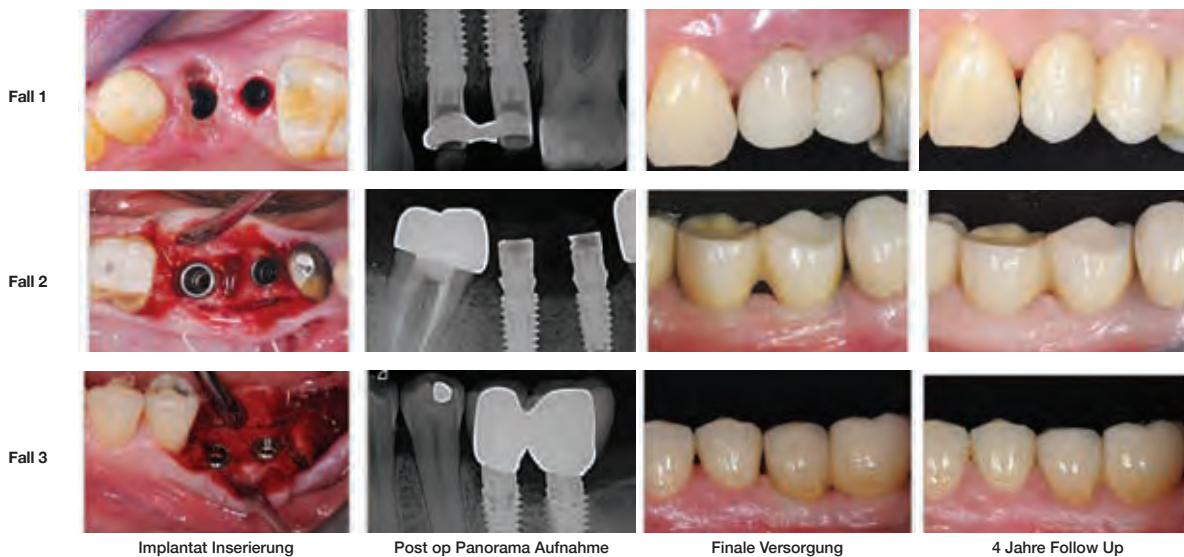 Fall 1
Fall 2
Fall 3
Implantat Inserierung
Post op Panorama Aufnahme
Finale Versorgung
4 Jahre Follow Up